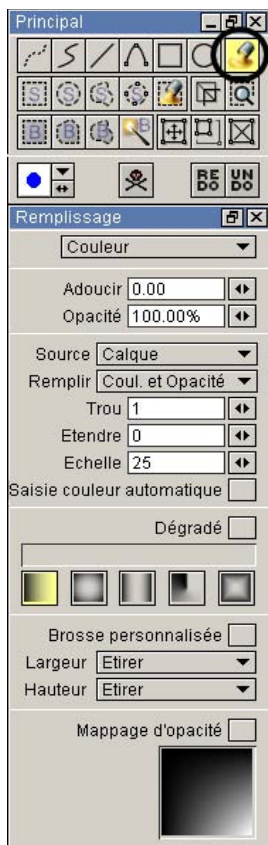 Principal
S S S S
B B B B
RE DO UN DO
Remplissage
Couleur
Adoucir 0.00
Opacité 100.00%
Source Calque
Remplir Coul. et Opacité
Trou 1
Etendre 0
Echelle 25
Saisie couleur automatique
Dégradé
Brosse personnalisée
Largeur Etirer
Hauteur Etirer
Mappage d'opacité